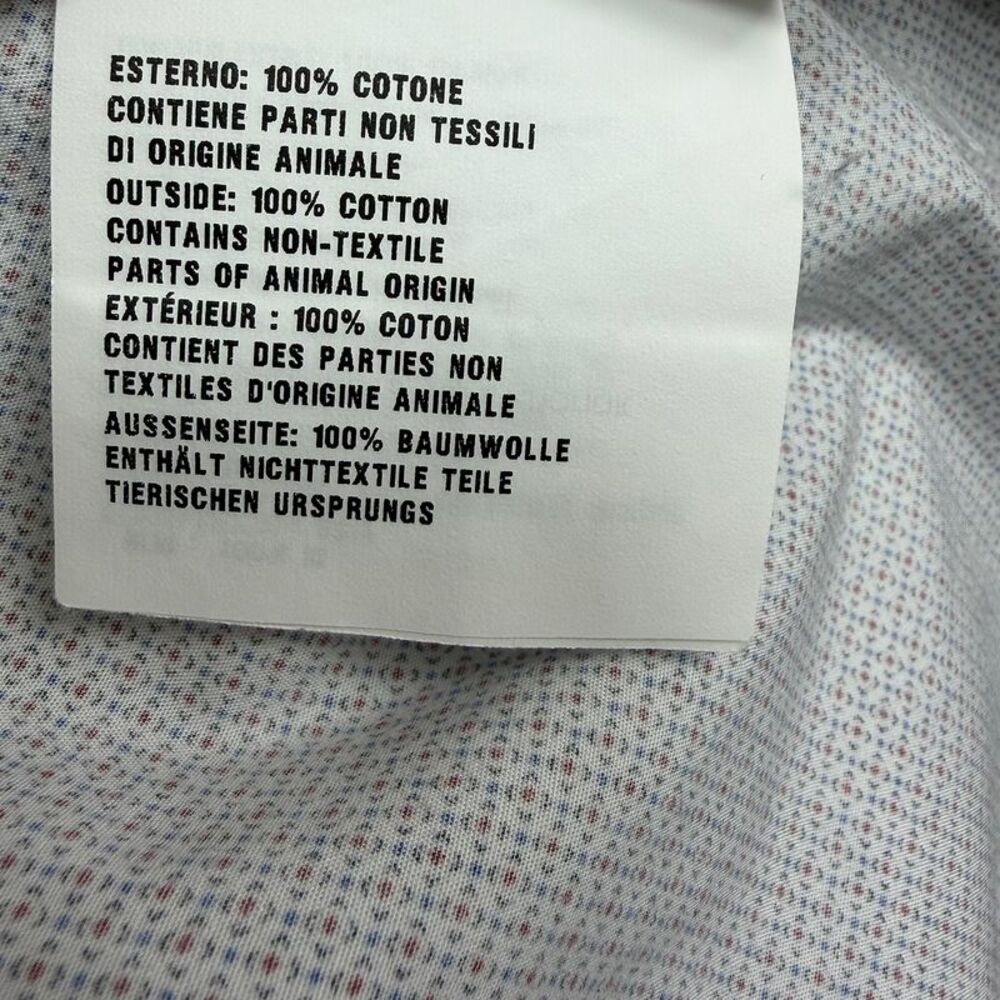 ESTERNO: 100% COTONE
CONTIENE PARTI NON TESSILI
DI ORIGINE ANIMALE
OUTSIDE: 100% COTTON
CONTAINS NON-TEXTILE
PARTS OF ANIMAL ORIGIN
EXTÉRIEUR : 100% COTON
CONTIENT DES PARTIES NON
TEXTILES D'ORIGINE ANIMALE
AUSSENSEITE: 100% BAUMWOLLE
ENTHÄLT NICHTTEXTILE TEILE
TIERISCHEN URSPRUNGS